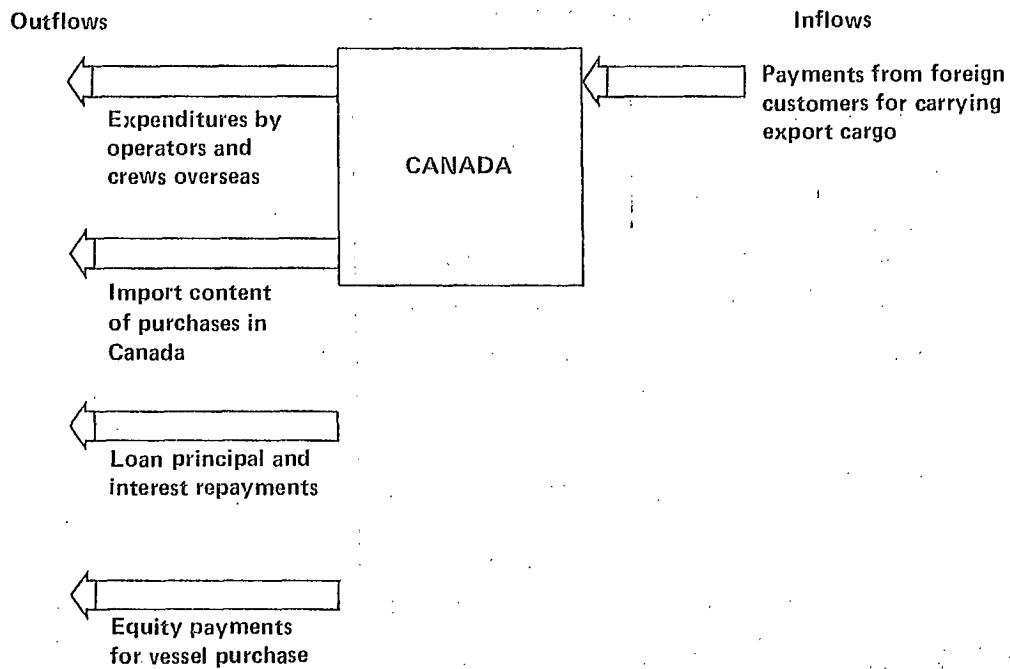 Outflows
Inflows
Payments from foreign
customers for carrying
export cargo
Expenditures by
operators and
crews overseas
CANADA
Import content
of purchases in
Canada
Loan principal and
interest repayments
Equity payments
for vessel purchase